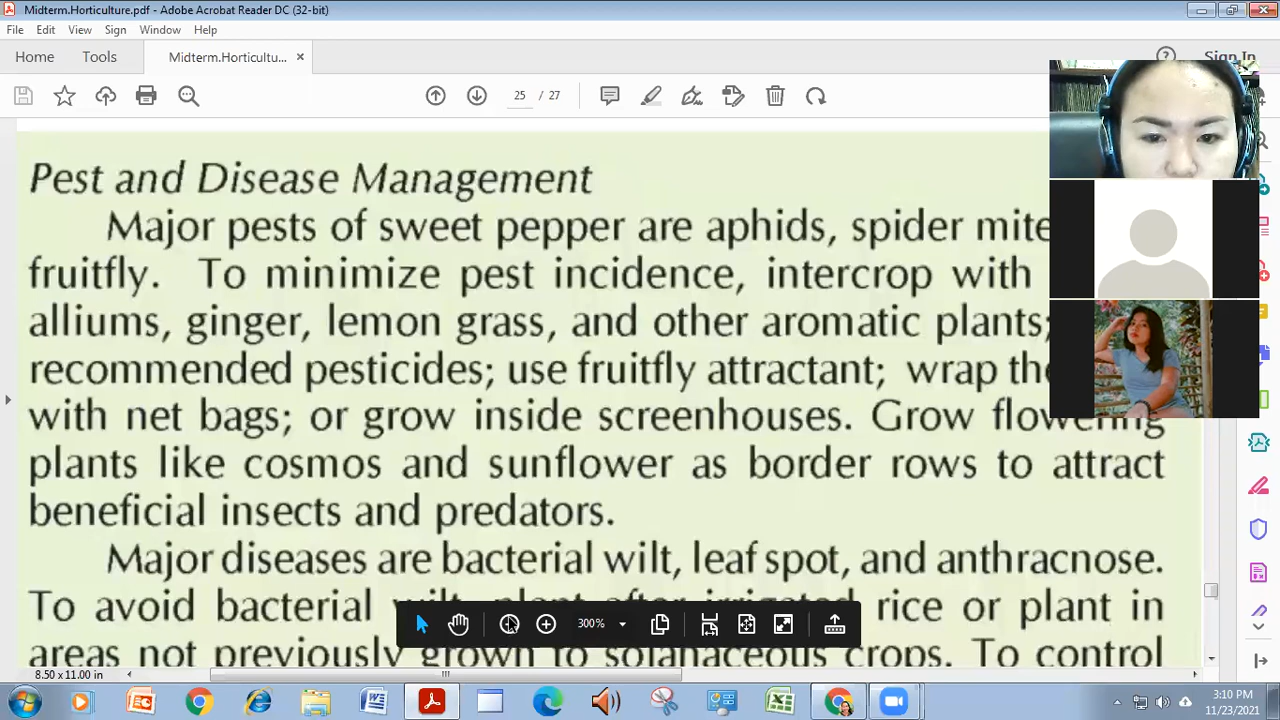 Midterm.Horticulture.pdf - Adobe Acrobat Reader DC (32-bit)
File Edit View Sign Window Help
Home Tools Midterm.Horticultu... × Sign In
25 / 27
Pest and Disease Management
Major pests of sweet pepper are aphids, spider mite
fruitfly. To minimize pest incidence, intercrop with
alliums, ginger, lemon grass, and other aromatic plants;
recommended pesticides; use fruitfly attractant; wrap the
with net bags; or grow inside screenhouses. Grow flowering
plants like cosmos and sunflower as border rows to attract
beneficial insects and predators.
Major diseases are bacterial wilt, leaf spot, and anthracnose.
To avoid bacterial wilt, plant after irrigated rice or plant in
areas not previously grown to solanaceous crops. To control
300%
8.50 x 11.00 in
3:10 PM
11/23/2021